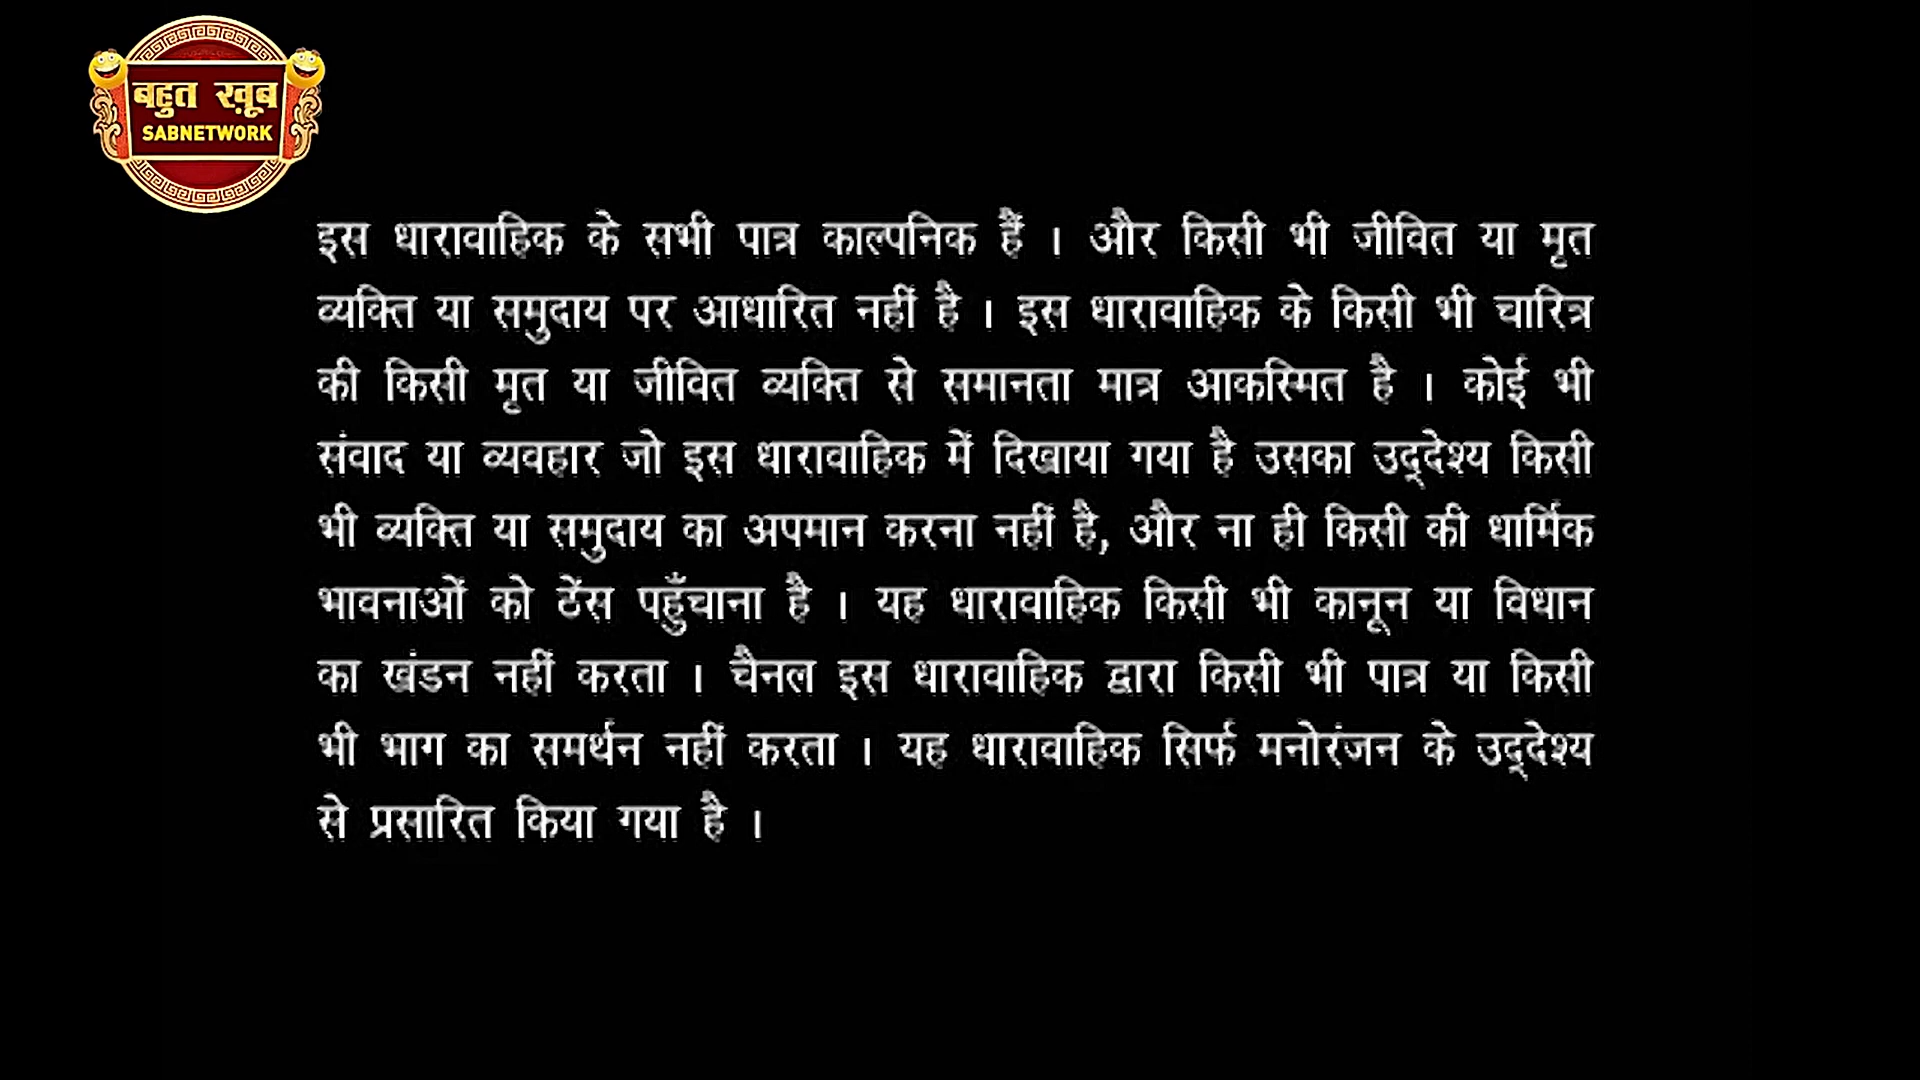 बहुत ख़ूब
SABNETWORK
इस धारावाहिक के सभी पात्र काल्पनिक हैं । और किसी भी जीवित या मृत
व्यक्ति या समुदाय पर आधारित नहीं है । इस धारावाहिक के किसी भी चारित्र
की किसी मृत या जीवित व्यक्ति से समानता मात्र आकस्मित है । कोई भी
संवाद या व्यवहार जो इस धारावाहिक में दिखाया गया है उसका उद्देश्य किसी
भी व्यक्ति या समुदाय का अपमान करना नहीं है, और ना ही किसी की धार्मिक
भावनाओं को टेंस पहुँचाना है । यह धारावाहिक किसी भी कानून या विधान
का खंडन नहीं करता । चैनल इस धारावाहिक द्वारा किसी भी पात्र या किसी
भी भाग का समर्थन नहीं करता । यह धारावाहिक सिर्फ मनोरंजन के उद्देश्य
से प्रसारित किया गया है ।